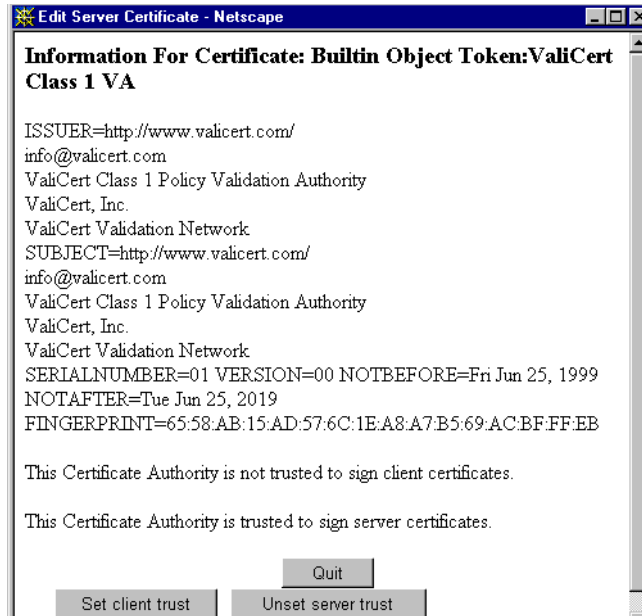 Edit Server Certificate - Netscape
Information For Certificate: Builtin Object Token:ValiCert
Class 1 VA
ISSUER=http://www.valicert.com/
info@valicert.com
ValiCert Class 1 Policy Validation Authority
ValiCert, Inc.
ValiCert Validation Network
SUBJECT=http://www.valicert.com/
info@valicert.com
ValiCert Class 1 Policy Validation Authority
ValiCert, Inc.
ValiCert Validation Network
SERIALNUMBER=01 VERSION=00 NOTBEFORE=Fri Jun 25, 1999
NOTAFTER=Tue Jun 25, 2019
FINGERPRINT=65:58:AB:15:AD:57:6C:1E:A8:A7:B5:69:AC:BF:FF:EB
This Certificate Authority is not trusted to sign client certificates.
This Certificate Authority is trusted to sign server certificates.
Quit
Set client trust Unset server trust